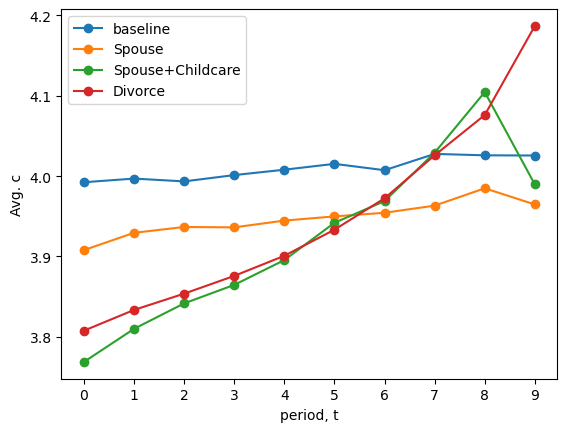 baseline
Spouse
Spouse+Childcare
Divorce
4.2
4.1
4.0
3.9
3.8
Avg. c
0 1 2 3 4 5 6 7 8 9
period, t